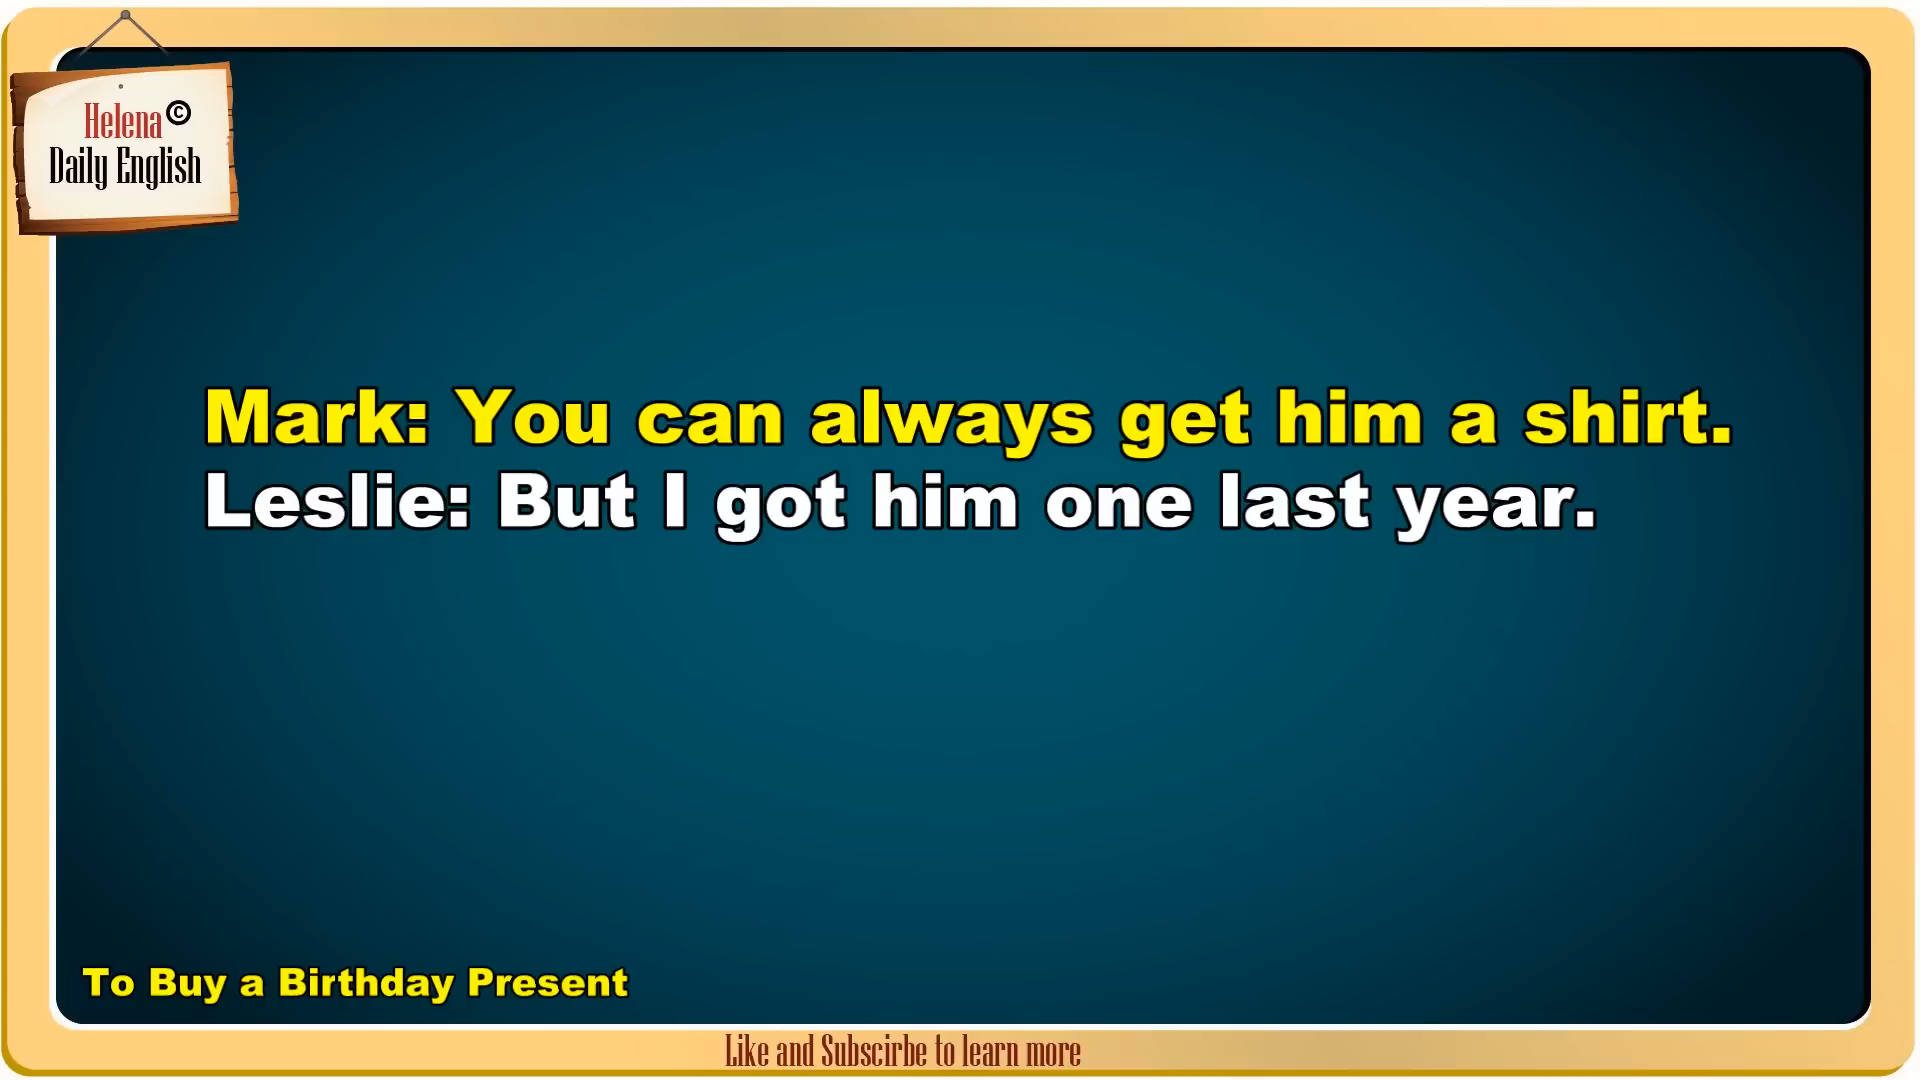 Helena©
Daily English
Mark: You can always get him a shirt.
Leslie: But I got him one last year.
To Buy a Birthday Present
Like and Subscirbe to learn more